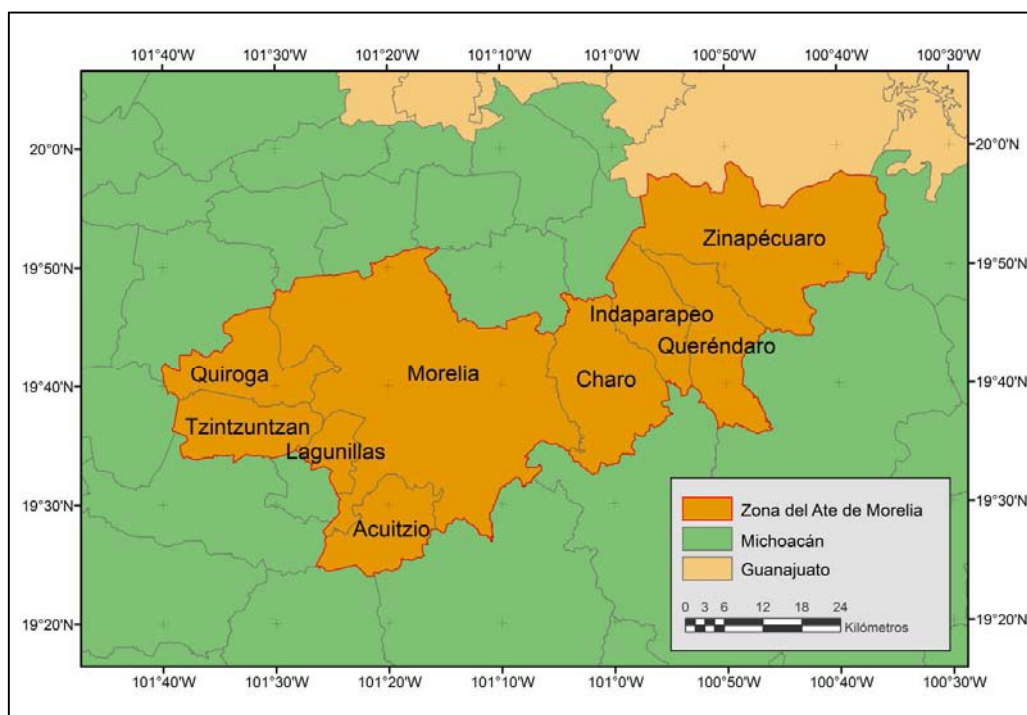 101°40'W 101°30'W 101°20'W 101°10'W 101°0'W 100°50'W 100°40'W 100°30'W
20°0'N 20°0'N
Zinapécuaro
19°50'N 19°50'N
Indaparapeo
Queréndaro
Quiroga Morelia Charo
19°40'N 19°40'N
Tzintzuntzan
Lagunillas
19°30'N 19°30'N
Acuitzio
Zona del Ate de Morelia
Michoacán
Guanajuato
0 3 6 12 18 24
Kilómetros
19°20'N 19°20'N
101°40'W 101°30'W 101°20'W 101°10'W 101°0'W 100°50'W 100°40'W 100°30'W